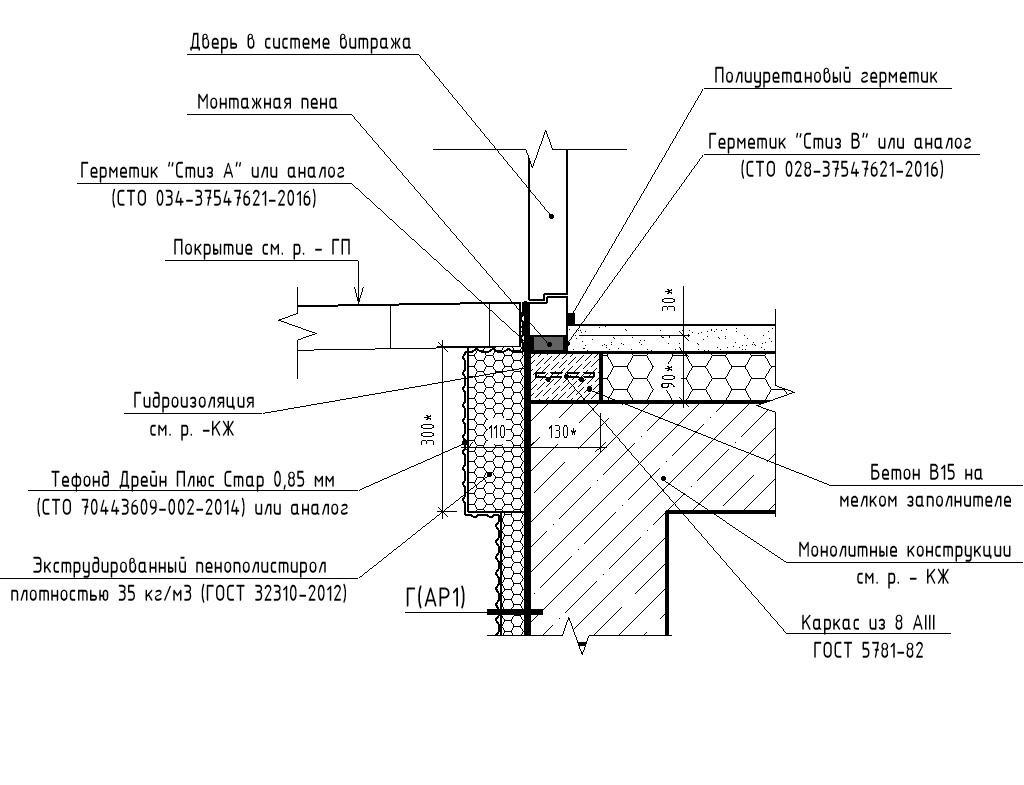 Дверь в системе витража
Полиуретановый герметик
Монтажная пена
Герметик "Стиз В" или аналог
(СТО 028-37547621-2016)
Герметик "Стиз А" или аналог
(СТО 034-37547621-2016)
Покрытие см. р. - ГП
30*
90*
Гидроизоляция
см. р. -КЖ
300*
110
130*
Тефонд Дрейн Плюс Стар 0,85 мм
(СТО 70443609-002-2014) или аналог
Бетон В15 на
мелком заполнителе
Экструдированный пенополистирол
плотностью 35 кг/м3 (ГОСТ 32310-2012)
Монолитные конструкции
см. р. - КЖ
Г(АР1)
Каркас из 8 АIII
ГОСТ 5781-82